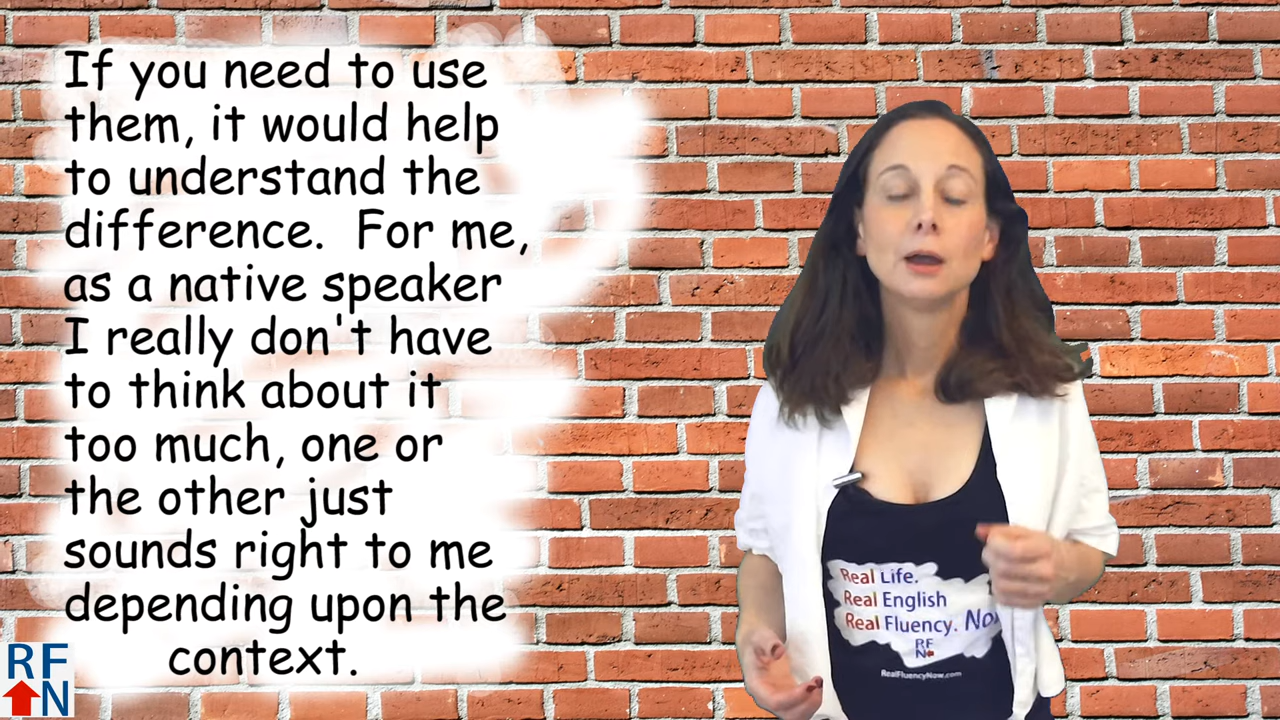 If you need to use
them, it would help
to understand the
difference.  For me,
as a native speaker
I really don't have
to think about it
too much, one or
the other just
sounds right to me
depending upon the
context.
RF
N
Real Life.
Real English
Real Fluency. Now
RF
N
RealFluencyNow.com